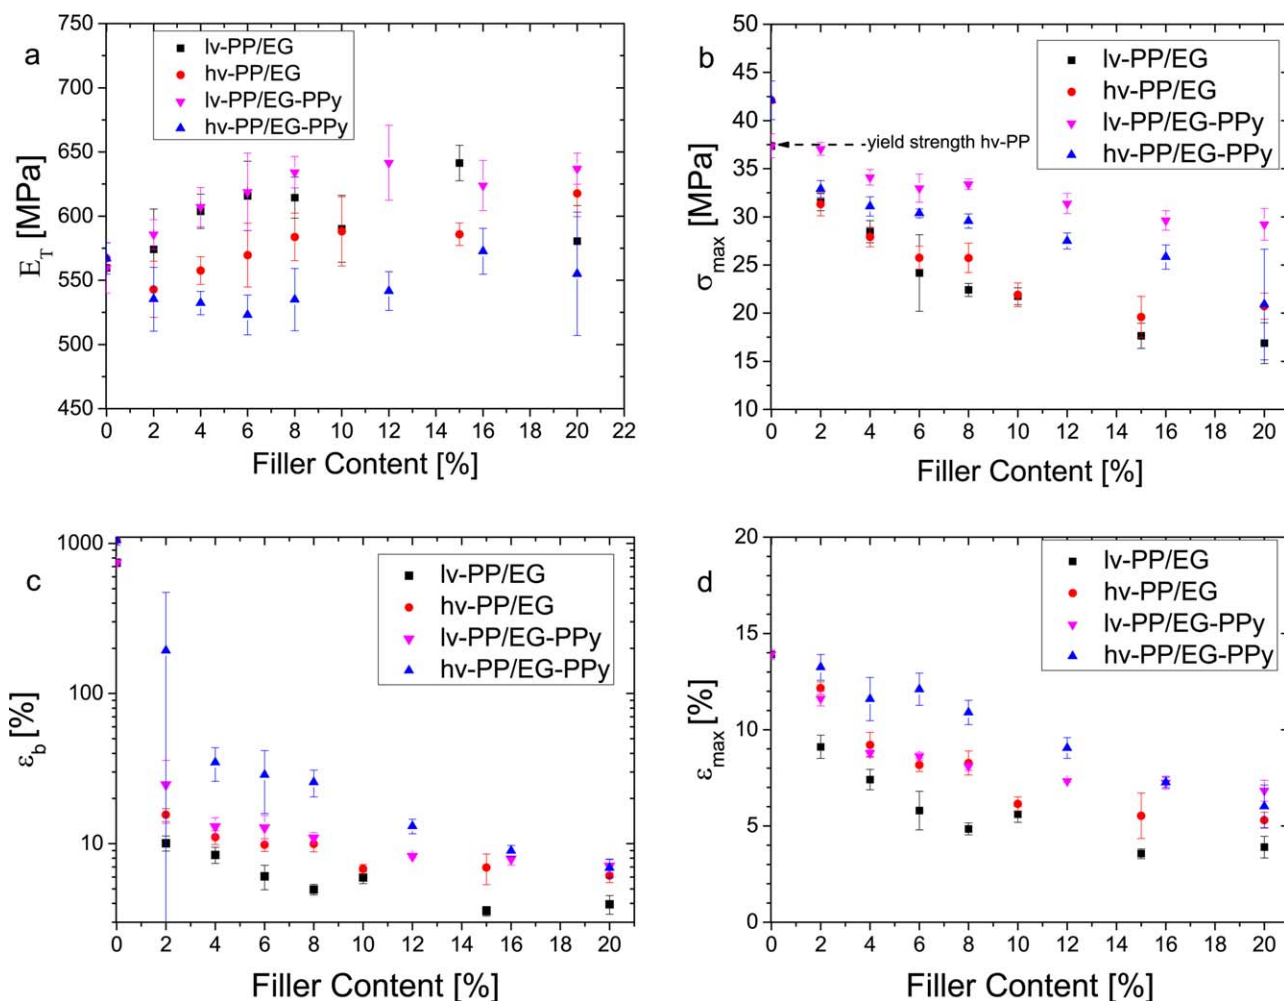 a
lv-PP/EG
hv-PP/EG
lv-PP/EG-PPy
hv-PP/EG-PPy
750
700
650
600
550
500
450
E_T [MPa]
0 2 4 6 8 10 12 14 16 18 20 22
Filler Content [%]
b
lv-PP/EG
hv-PP/EG
lv-PP/EG-PPy
hv-PP/EG-PPy
yield strength hv-PP
50
45
40
35
30
25
20
15
10
σ_max [MPa]
0 2 4 6 8 10 12 14 16 18 20
Filler Content [%]
c
lv-PP/EG
hv-PP/EG
lv-PP/EG-PPy
hv-PP/EG-PPy
1000
100
10
ε_b [%]
0 2 4 6 8 10 12 14 16 18 20
Filler Content [%]
d
lv-PP/EG
hv-PP/EG
lv-PP/EG-PPy
hv-PP/EG-PPy
20
15
10
5
0
ε_max [%]
0 2 4 6 8 10 12 14 16 18 20
Filler Content [%]